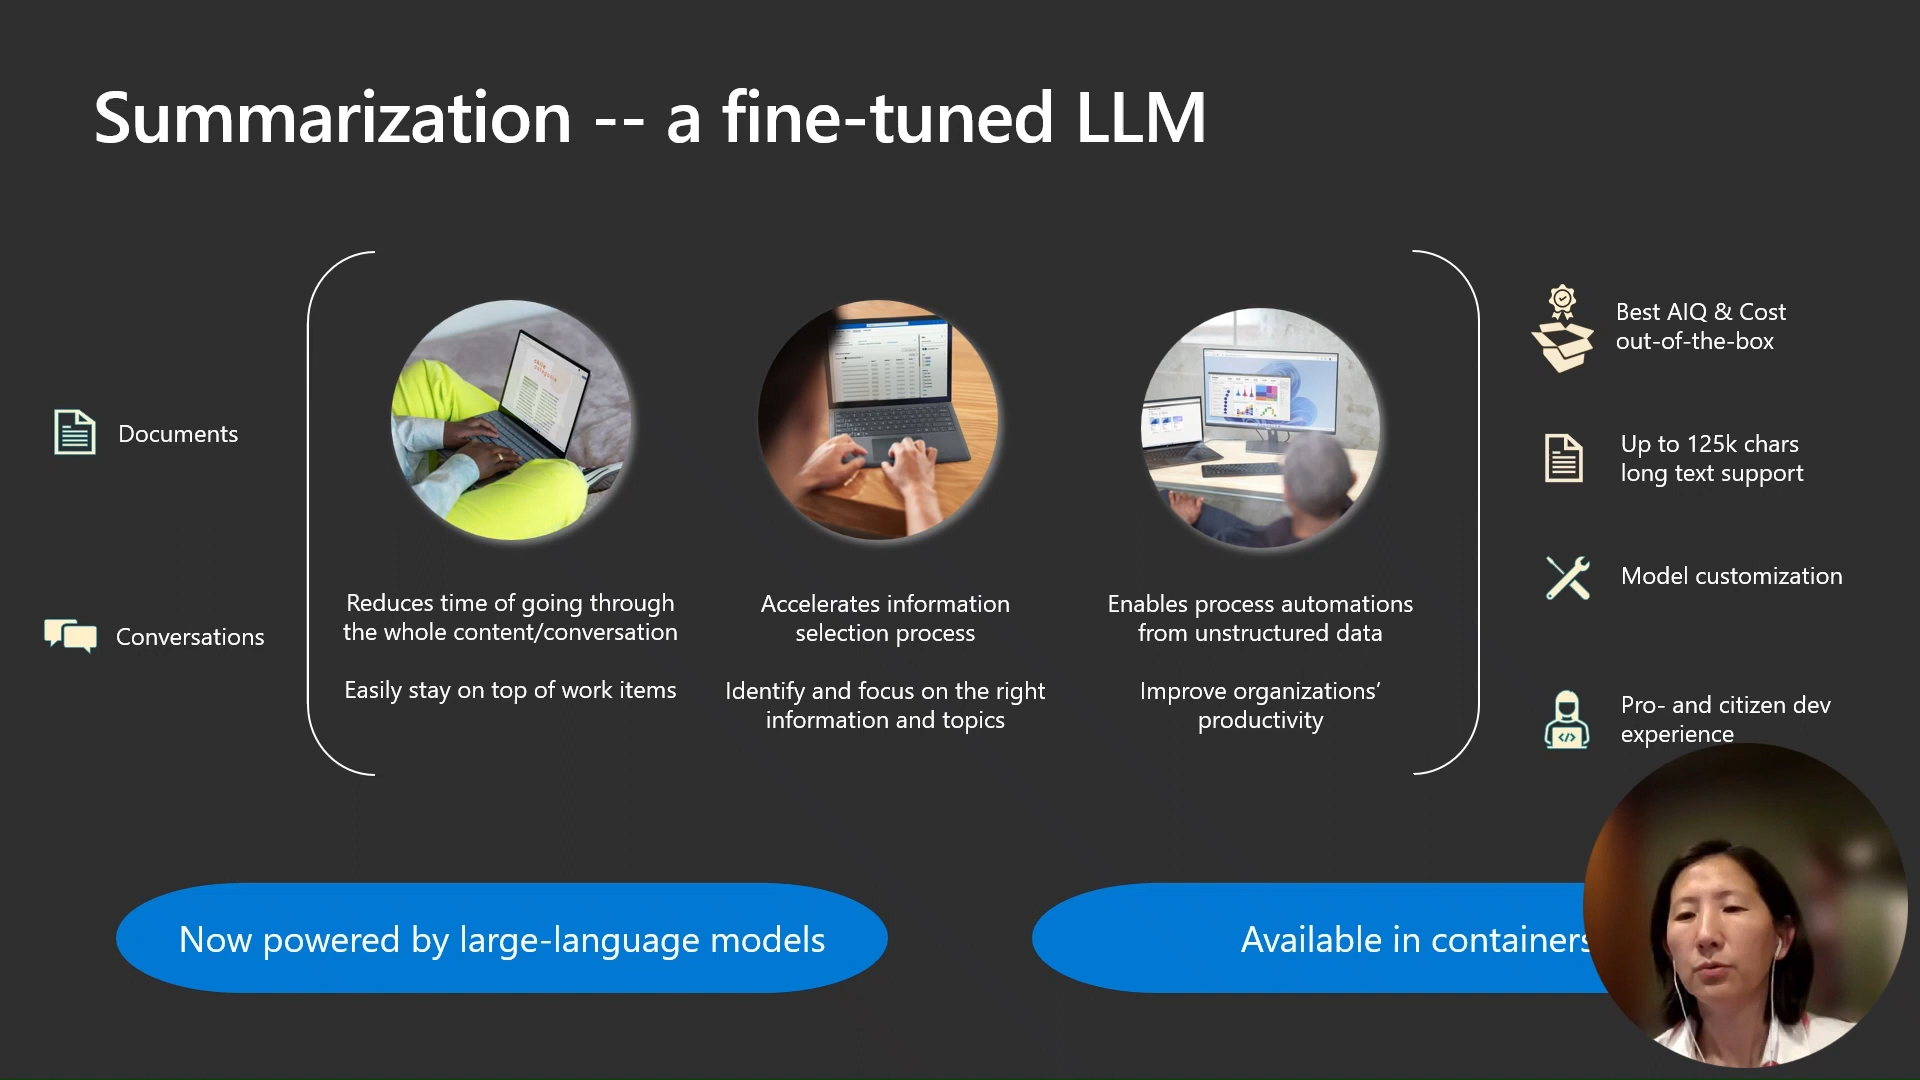 Summarization -- a fine-tuned LLM
Documents
Conversations
Reduces time of going through
the whole content/conversation
Easily stay on top of work items
Accelerates information
selection process
Identify and focus on the right
information and topics
Enables process automations
from unstructured data
Improve organizations’
productivity
Best AIQ & Cost
out-of-the-box
Up to 125k chars
long text support
Model customization
Pro- and citizen dev
experience
Now powered by large-language models
Available in containers